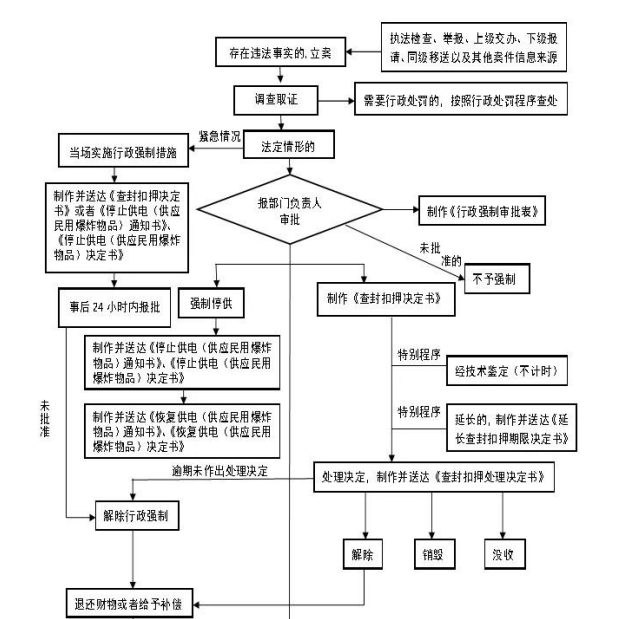 执法检查、举报、上级交办、下级报
请、同级移送以及其他案件信息来源
存在违法事实的,立案
调查取证
需要行政处罚的,按照行政处罚程序查处
紧急情况
法定情形的
当场实施行政强制措施
制作并送达《查封扣押决定
书》或者《停止供电(供应
民用爆炸物品)通知书》、
《停止供电(供应民用爆炸
物品)决定书》
报部门负责人
审批
制作《行政强制审批表》
未批
准的
不予强制
事后24小时内报批
强制停供
制作《查封扣押决定书》
制作并送达《停止供电(供应民用爆炸
物品)通知书》、《停止供电(供应民用
爆炸物品)决定书》
特别程序
经技术鉴定(不计时)
未批准
制作并送达《恢复供电(供应民用爆炸
物品)通知书》、《恢复供电(供应民用
爆炸物品)决定书》
特别程序
延长的,制作并送达《延
长查封扣押期限决定书》
逾期未作出处理决定
处理决定,制作并送达《查封扣押处理决定书》
解除行政强制
解除
销毁
没收
退还财物或者给予补偿